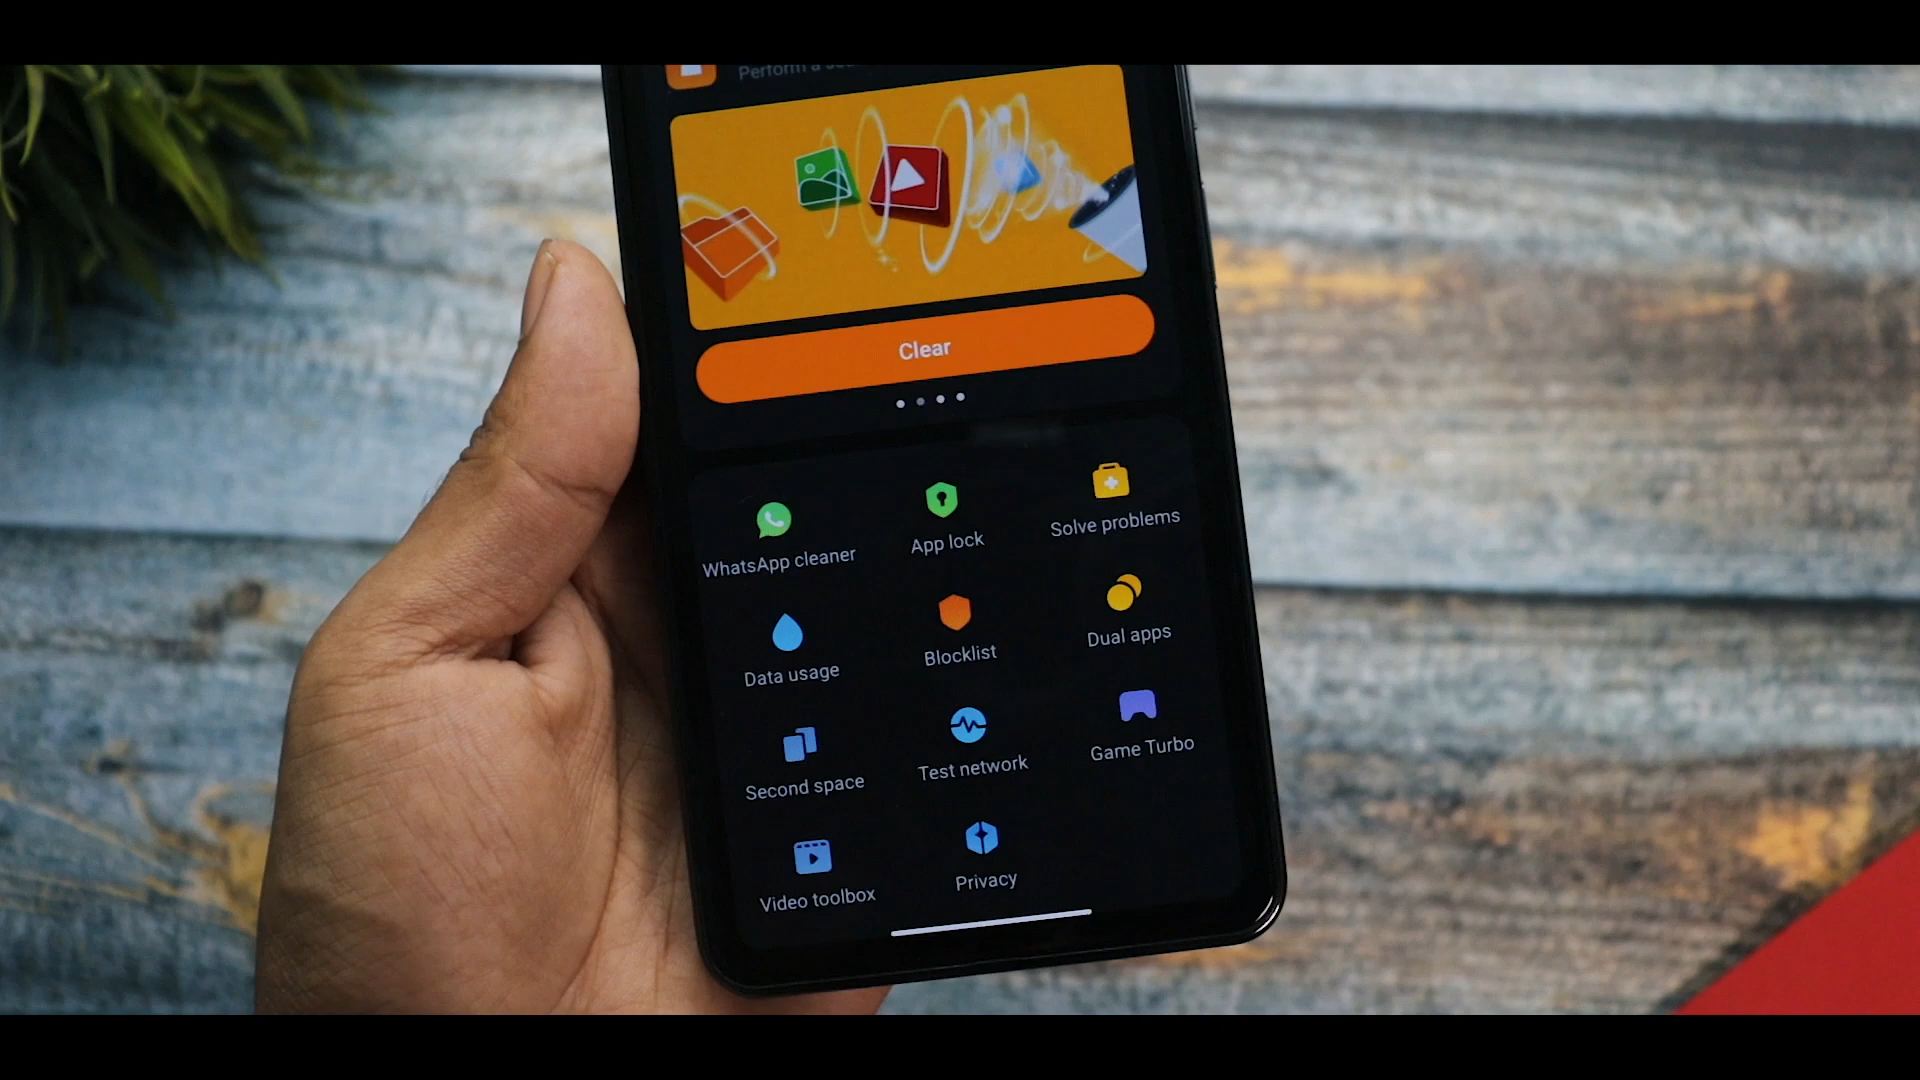 Perform a
Clear
WhatsApp cleaner
App lock
Solve problems
Data usage
Blocklist
Dual apps
Second space
Test network
Game Turbo
Video toolbox
Privacy